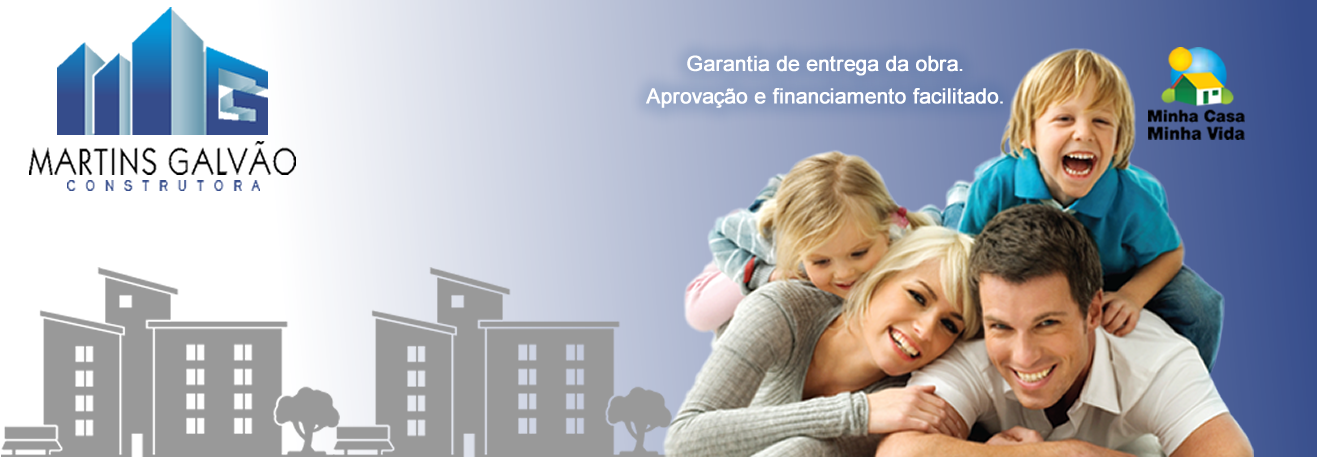 MARTINS GALVÃO
CONSTRUTORA
Garantia de entrega da obra.
Aprovação e financiamento facilitado.
Minha Casa
Minha Vida